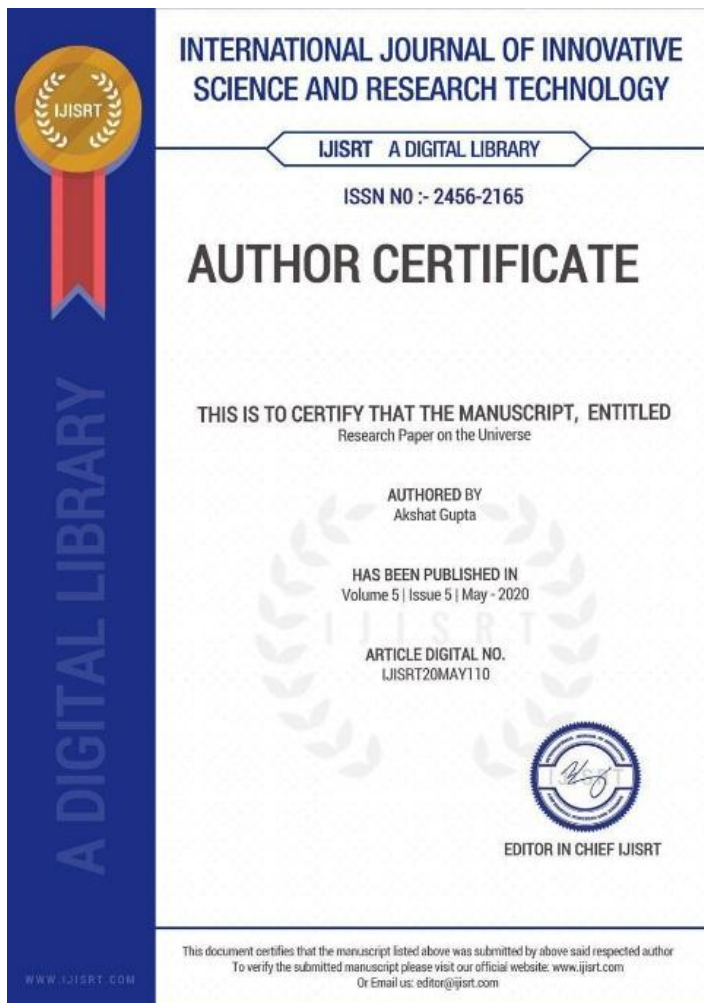 IJISRT
INTERNATIONAL JOURNAL OF INNOVATIVE
SCIENCE AND RESEARCH TECHNOLOGY
IJISRT A DIGITAL LIBRARY
ISSN NO :- 2456-2165
AUTHOR CERTIFICATE
THIS IS TO CERTIFY THAT THE MANUSCRIPT, ENTITLED
Research Paper on the Universe
AUTHORED BY
Akshat Gupta
HAS BEEN PUBLISHED IN
Volume 5 | Issue 5 | May - 2020
IJISRT
ARTICLE DIGITAL NO.
IJISRT20MAY110
IJISRT
EDITOR IN CHIEF IJISRT
A DIGITAL LIBRARY
WWW.IJISRT.COM
This document certifies that the manuscript listed above was submitted by above said respected author
To verify the submitted manuscript please visit our official website: www.ijisrt.com
Or Email us: editor@ijisrt.com